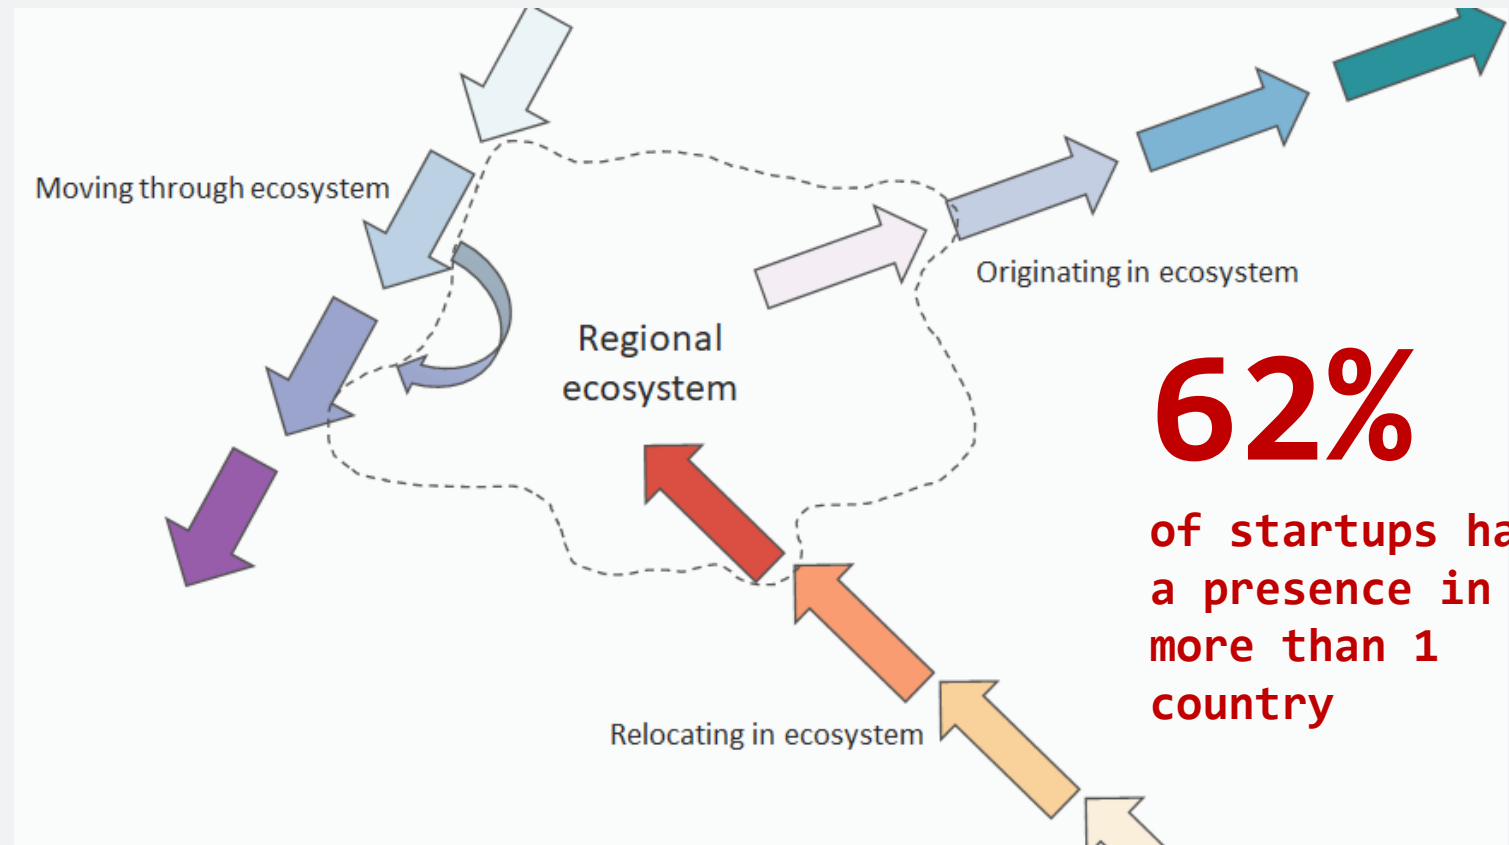 Moving through ecosystem
Originating in ecosystem
Regional
ecosystem
62%
of startups ha
a presence in
more than 1
country
Relocating in ecosystem